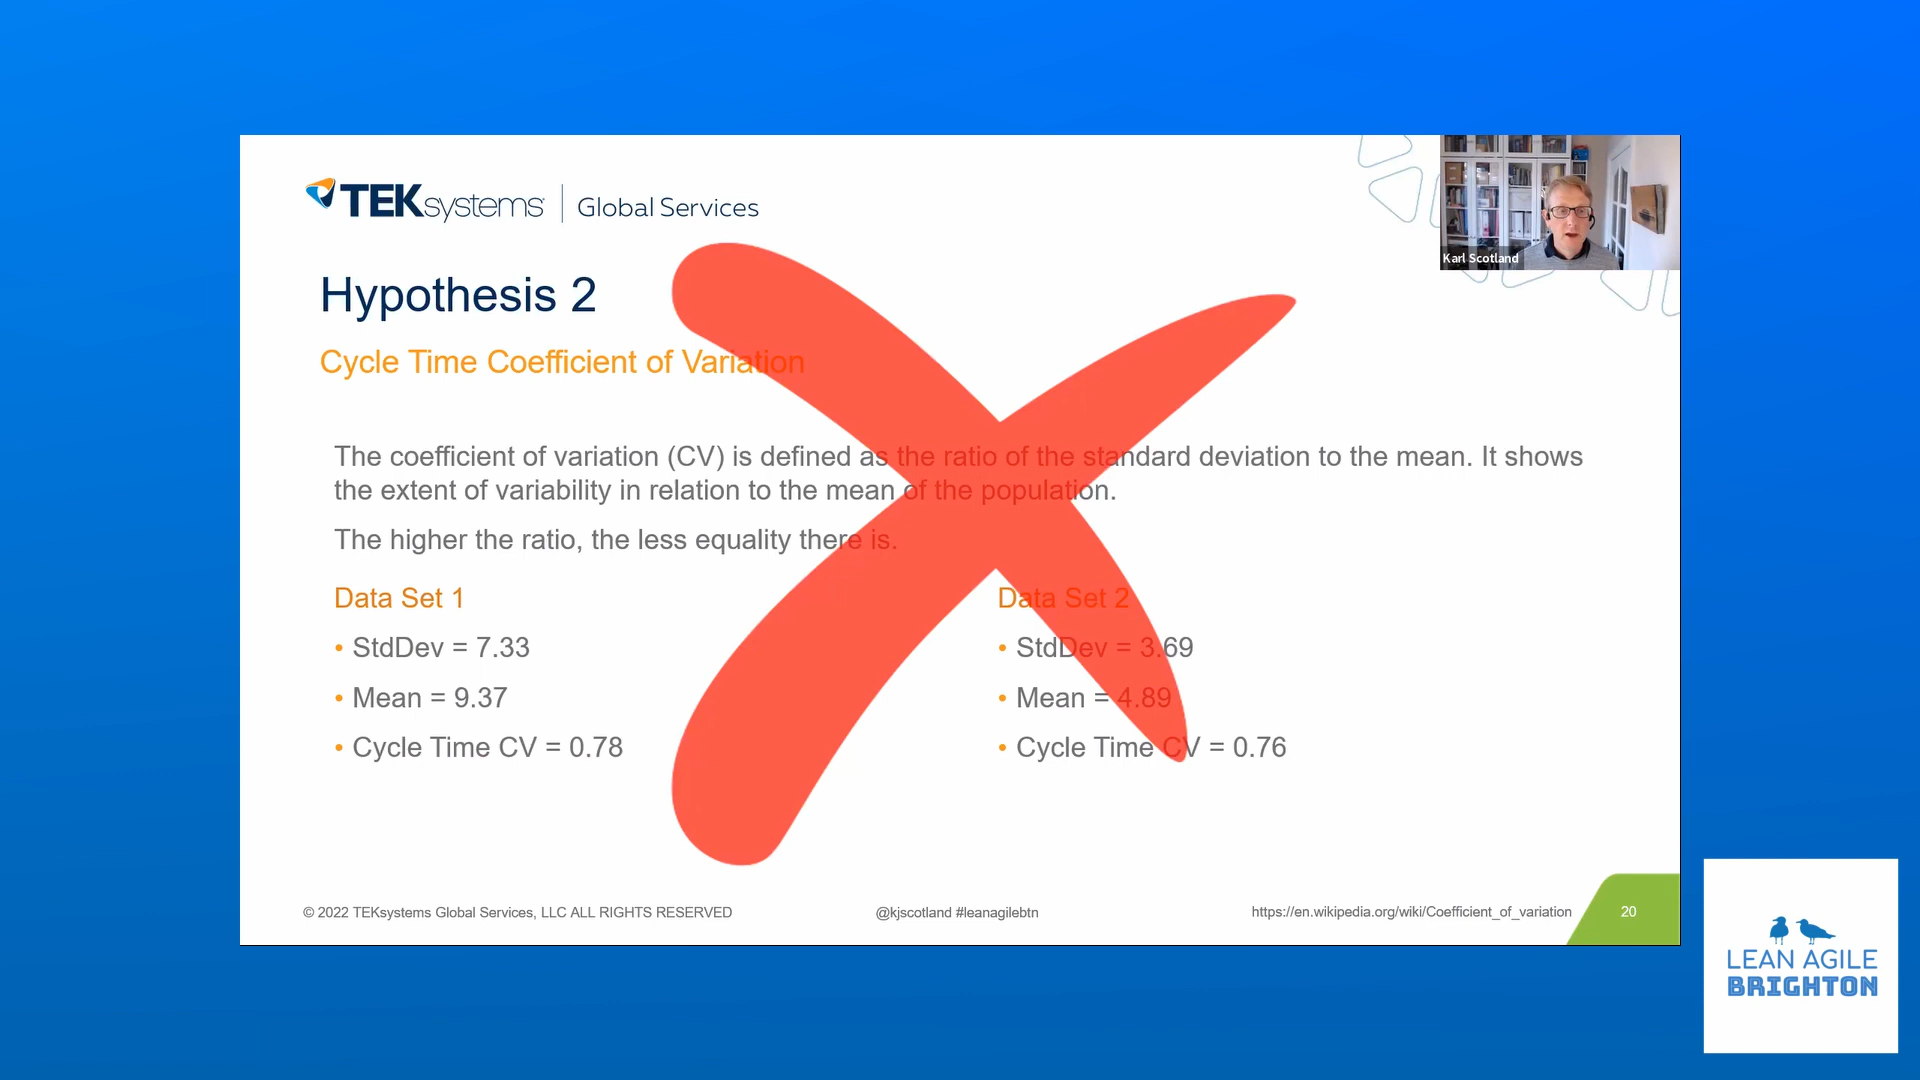 TEKsystems | Global Services
Karl Scotland
Hypothesis 2
Cycle Time Coefficient of Variation
The coefficient of variation (CV) is defined as the ratio of the standard deviation to the mean. It shows
the extent of variability in relation to the mean of the population.
The higher the ratio, the less equality there is.
Data Set 1
• StdDev = 7.33
• Mean = 9.37
• Cycle Time CV = 0.78
Data Set 2
• StdDev = 3.69
• Mean = 4.89
• Cycle Time CV = 0.76
© 2022 TEKsystems Global Services, LLC ALL RIGHTS RESERVED
@kjscotland #leanagilebtn
https://en.wikipedia.org/wiki/Coefficient_of_variation
20
LEAN AGILE
BRIGHTON